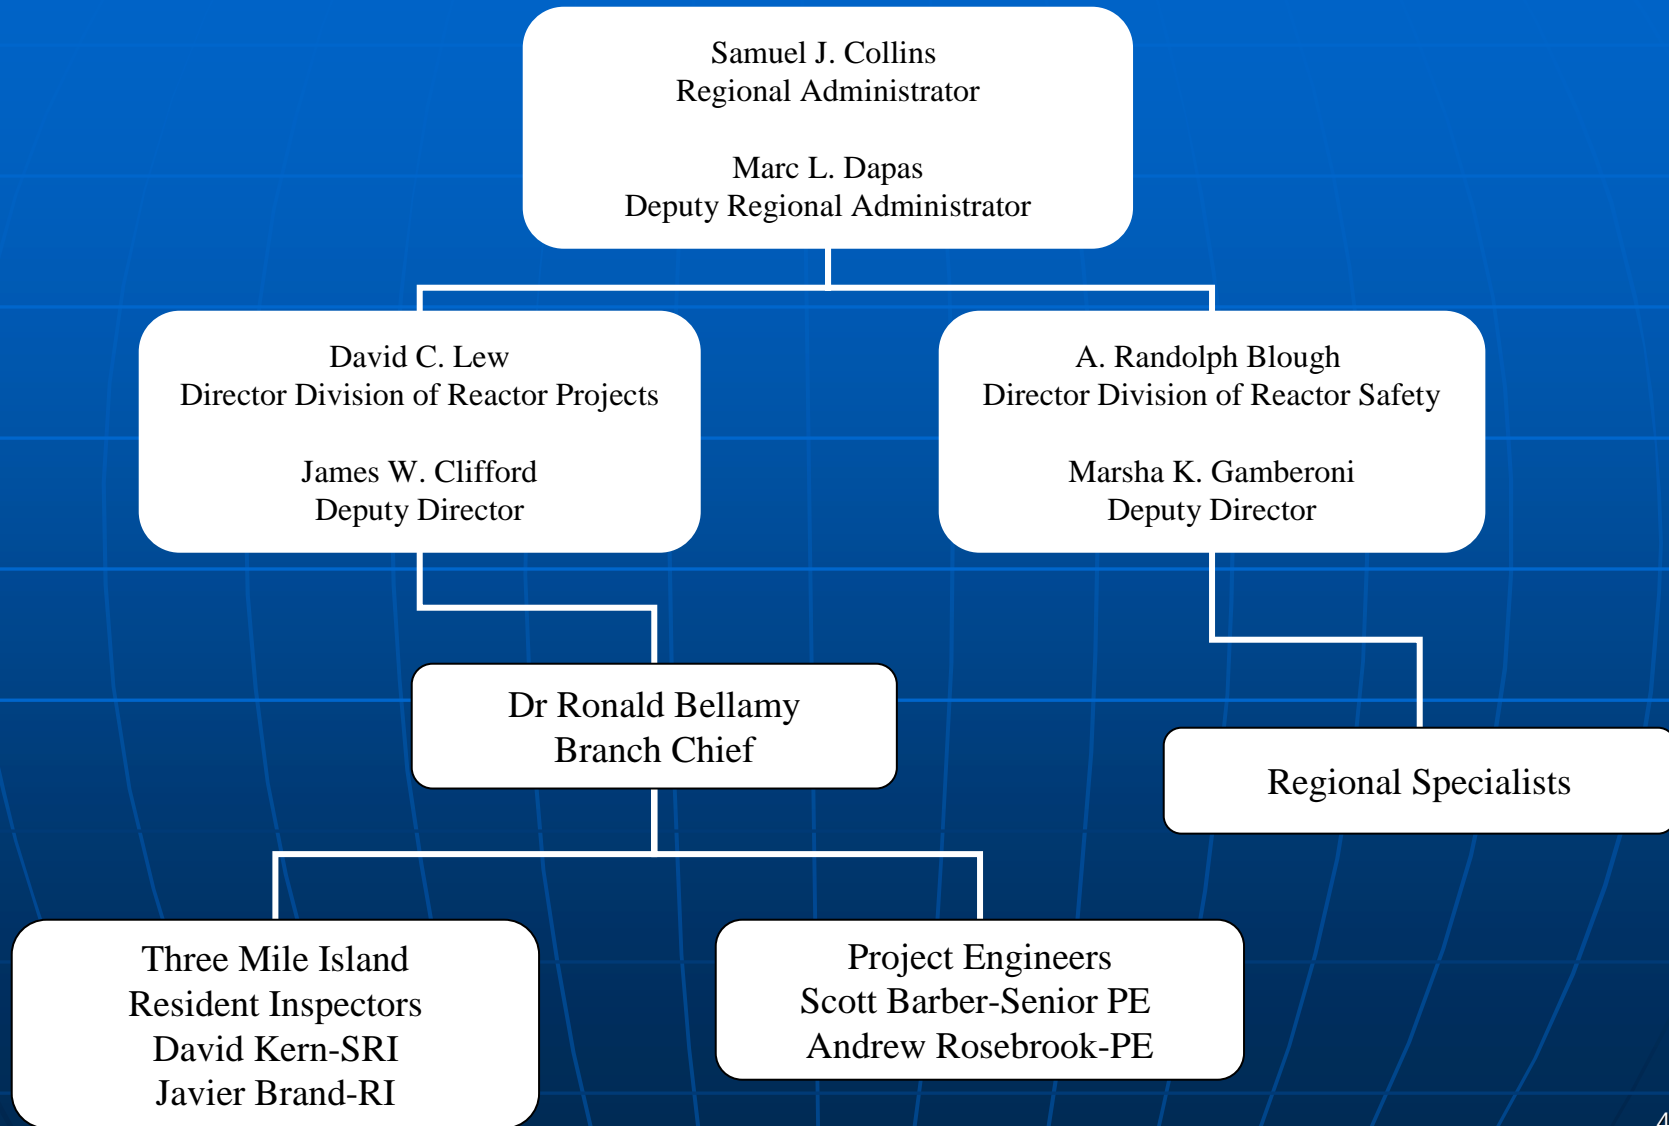 Samuel J. Collins
Regional Administrator
Marc L. Dapas
Deputy Regional Administrator
David C. Lew
Director Division of Reactor Projects
James W. Clifford
Deputy Director
A. Randolph Blough
Director Division of Reactor Safety
Marsha K. Gamberoni
Deputy Director
Dr Ronald Bellamy
Branch Chief
Regional Specialists
Three Mile Island
Resident Inspectors
David Kern-SRI
Javier Brand-RI
Project Engineers
Scott Barber-Senior PE
Andrew Rosebrook-PE
4